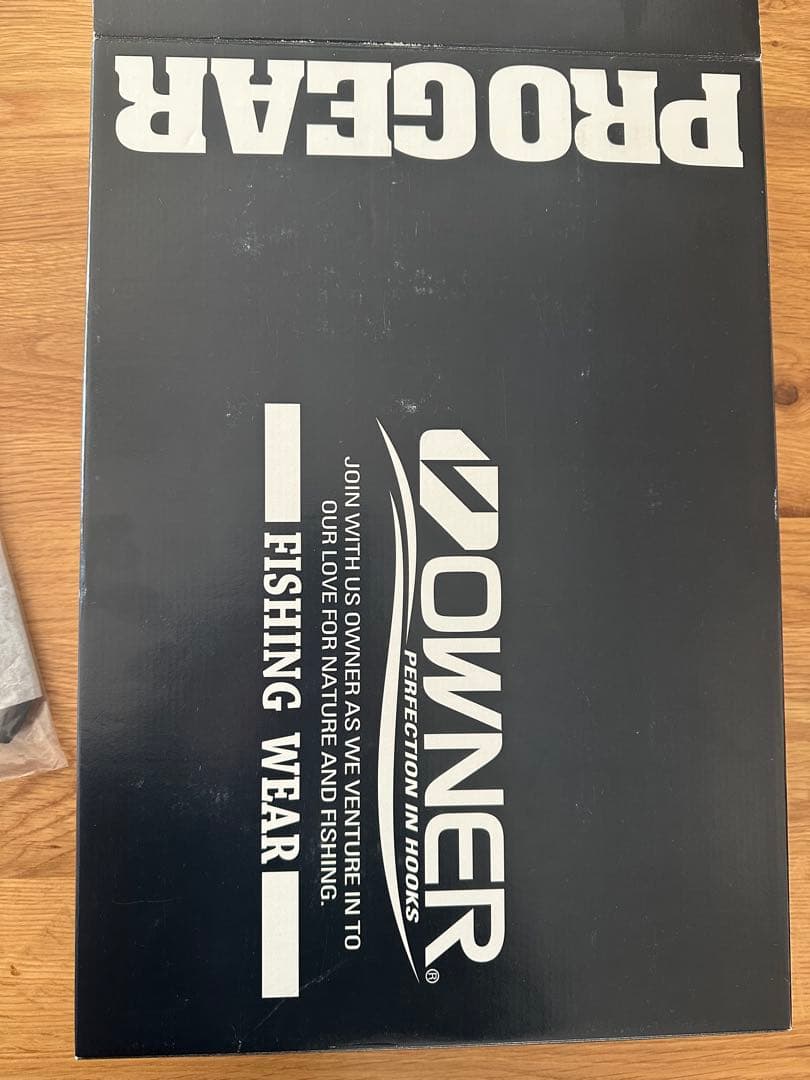 PROGEAR
OWNER®
PERFECTION IN HOOKS
JOIN WITH US OWNER AS WE VENTURE IN TO
OUR LOVE FOR NATURE AND FISHING.
FISHING WEAR